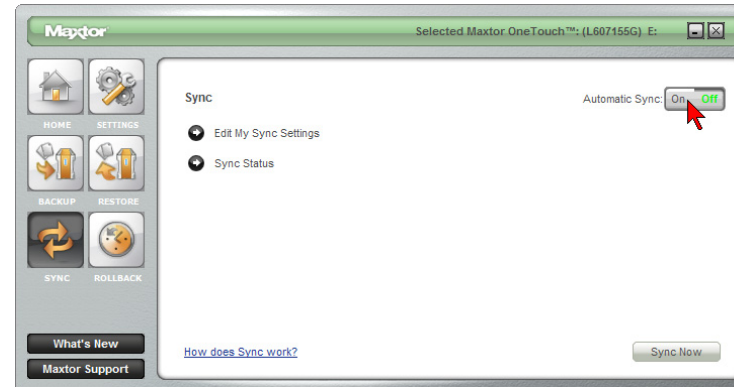 Maxtor
Selected Maxtor OneTouch™: (L607155G) E:
HOME SETTINGS
BACKUP RESTORE
SYNC ROLLBACK
What's New
Maxtor Support
Sync
Automatic Sync: On Off
Edit My Sync Settings
Sync Status
How does Sync work?
Sync Now